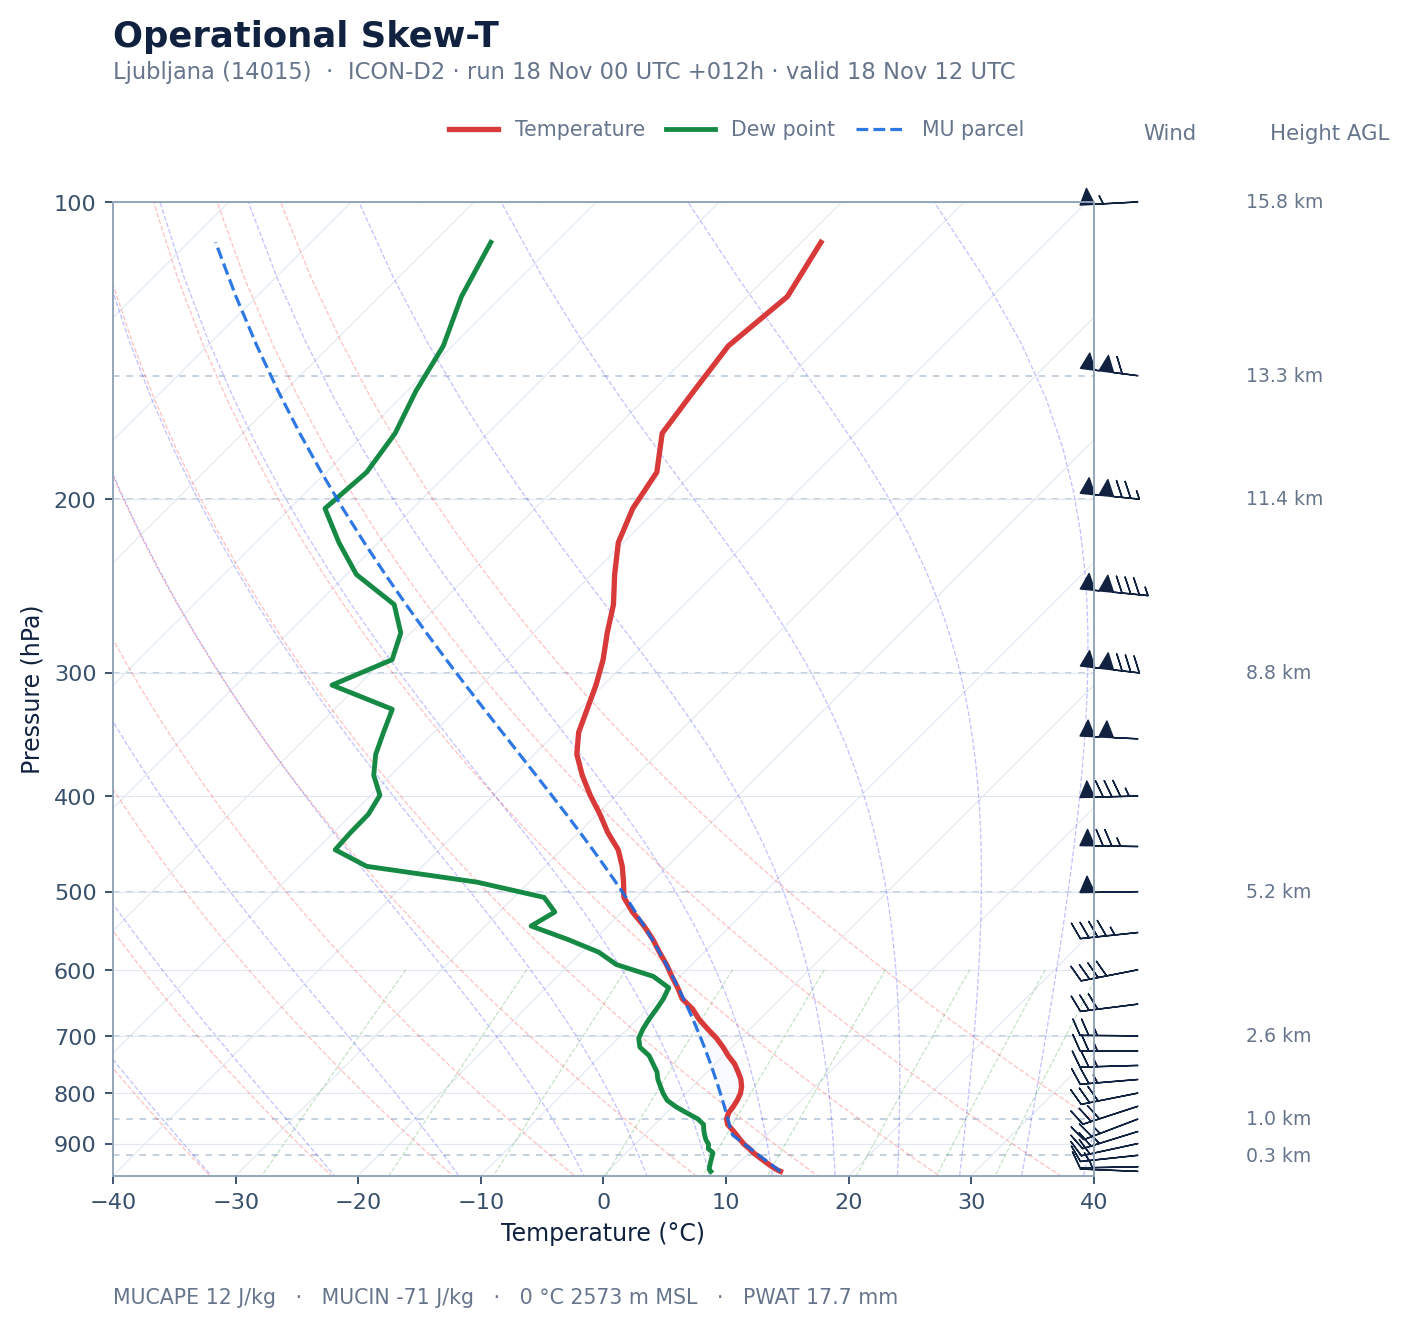 Operational Skew-T
Ljubljana (14015)  ·  ICON-D2 · run 18 Nov 00 UTC +012h · valid 18 Nov 12 UTC
Temperature  Dew point  MU parcel  Wind  Height AGL
100  15.8 km
13.3 km
200  11.4 km
300  8.8 km
400
500  5.2 km
600
700  2.6 km
800
1.0 km
900
0.3 km
Pressure (hPa)
−40  −30  −20  −10  0  10  20  30  40
Temperature (°C)
MUCAPE 12 J/kg  ·  MUCIN -71 J/kg  ·  0 °C 2573 m MSL  ·  PWAT 17.7 mm